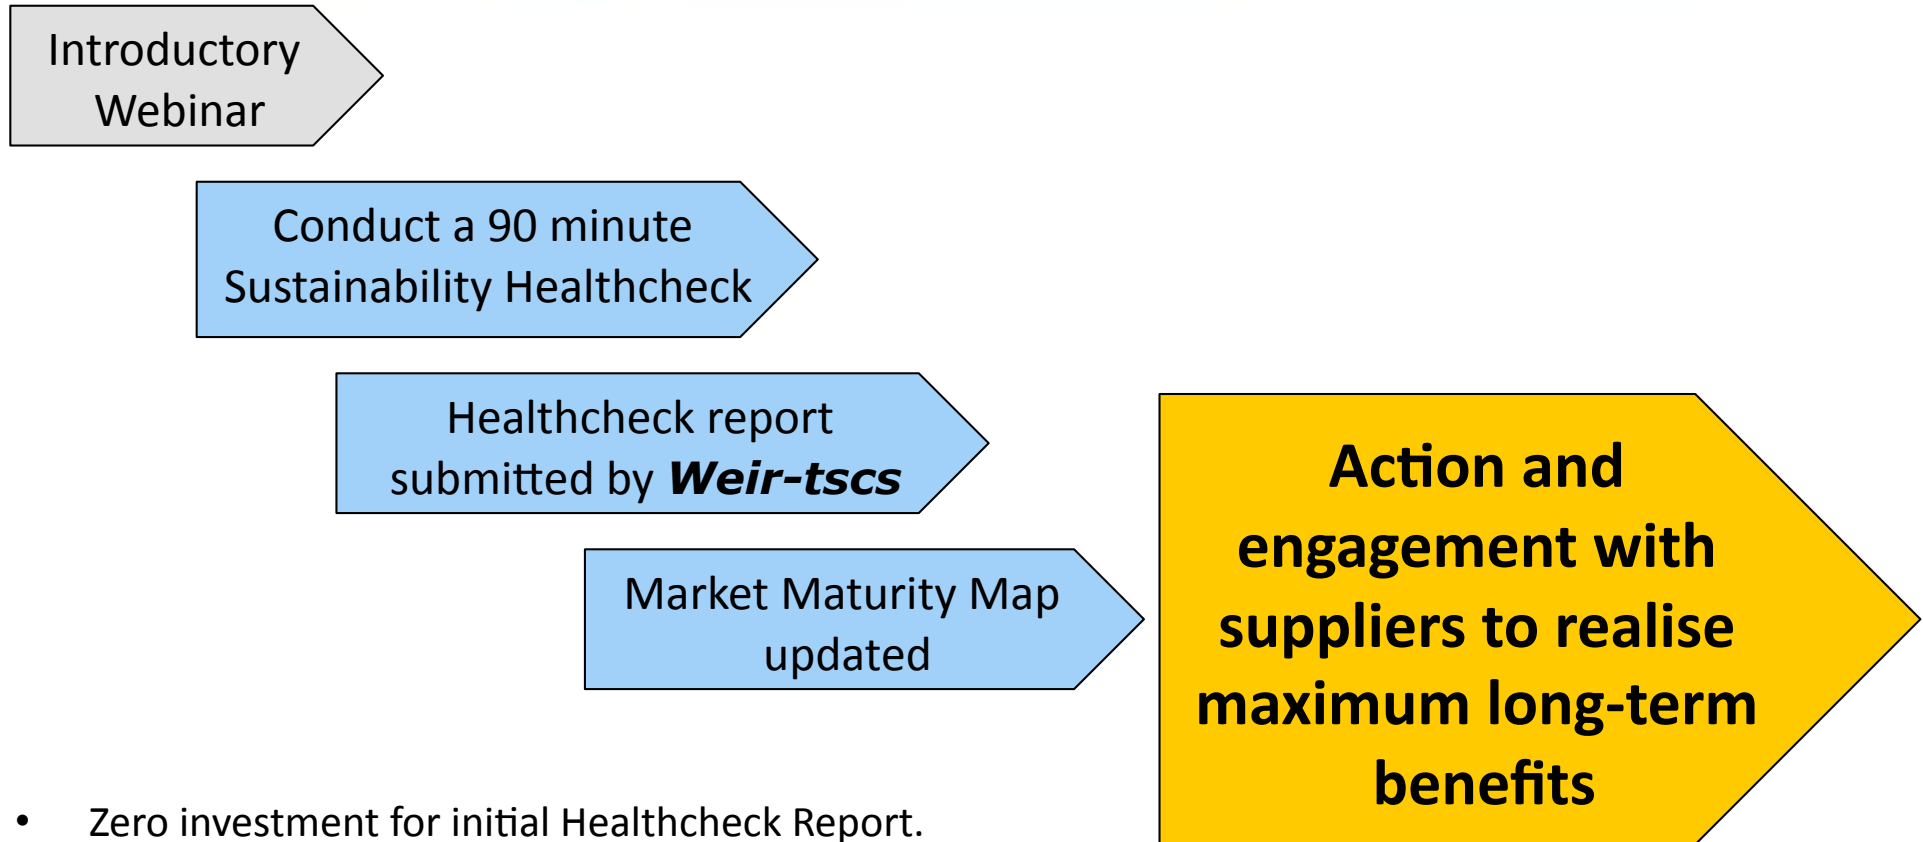 Introductory
Webinar
Conduct a 90 minute
Sustainability Healthcheck
Healthcheck report
submitted by Weir-tscs
Market Maturity Map
updated
Action and
engagement with
suppliers to realise
maximum long-term
benefits
• Zero investment for initial Healthcheck Report.